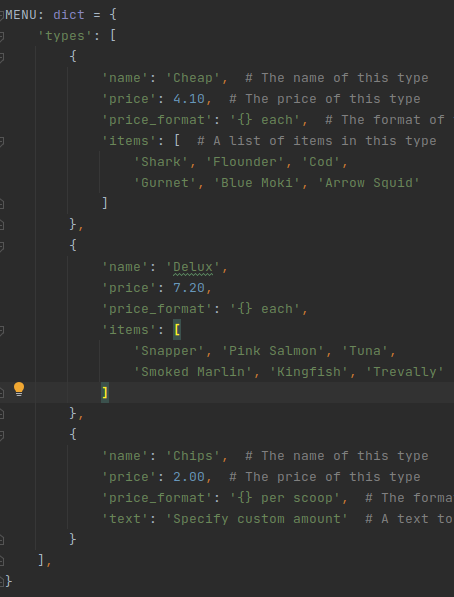 MENU: dict = {
    'types': [
        {
            'name': 'Cheap',  # The name of this type
            'price': 4.10,  # The price of this type
            'price_format': '{} each',  # The format of
            'items': [  # A list of items in this type
                'Shark', 'Flounder', 'Cod',
                'Gurnet', 'Blue Moki', 'Arrow Squid'
            ]
        },
        {
            'name': 'Delux',
            'price': 7.20,
            'price_format': '{} each',
            'items': [
                'Snapper', 'Pink Salmon', 'Tuna',
                'Smoked Marlin', 'Kingfish', 'Trevally'
            ]
        },
        {
            'name': 'Chips',  # The name of this type
            'price': 2.00,  # The price of this type
            'price_format': '{} per scoop',  # The forma
            'text': 'Specify custom amount'  # A text to
        }
    ],
}